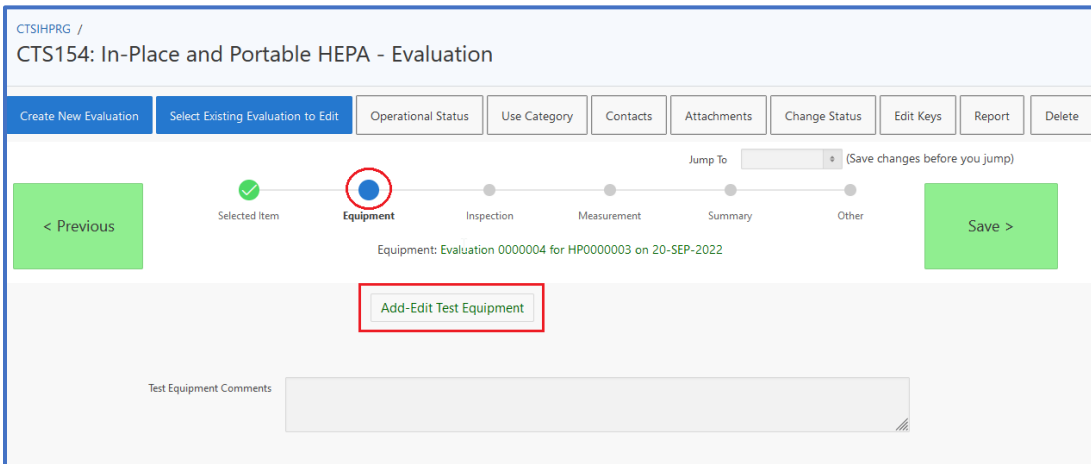 CTSIHPRG /
CTS154: In-Place and Portable HEPA - Evaluation
Create New Evaluation Select Existing Evaluation to Edit Operational Status Use Category Contacts Attachments Change Status Edit Keys Report Delete
Jump To (Save changes before you jump)
< Previous
Selected Item Equipment Inspection Measurement Summary Other
Save >
Equipment: Evaluation 0000004 for HP0000003 on 20-SEP-2022
Add-Edit Test Equipment
Test Equipment Comments